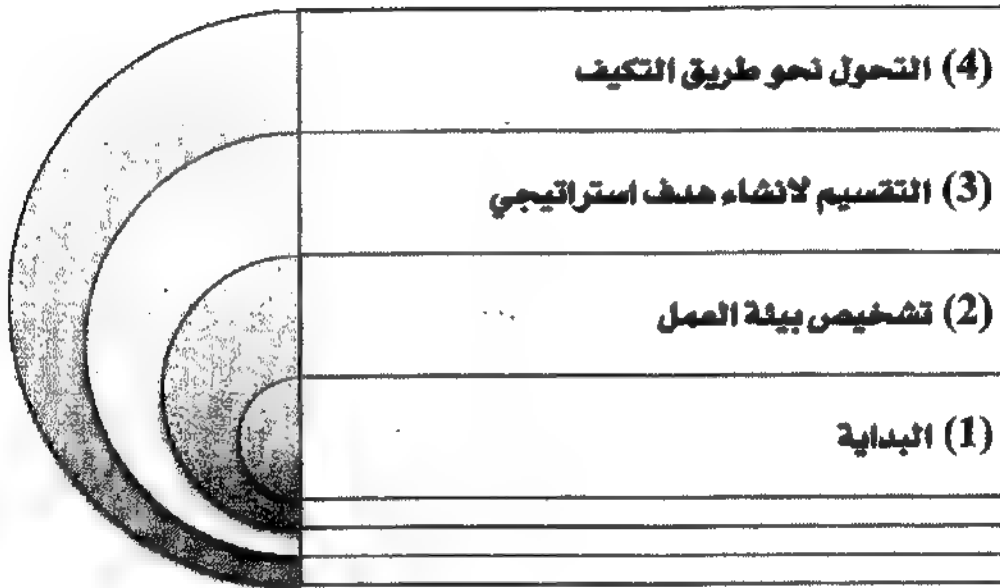 (4) التحول نحو طريق التكيف
(3) التقسيم لانشاء هدف استراتيجي
(2) تشخيص بيئة العمل
(1) البداية